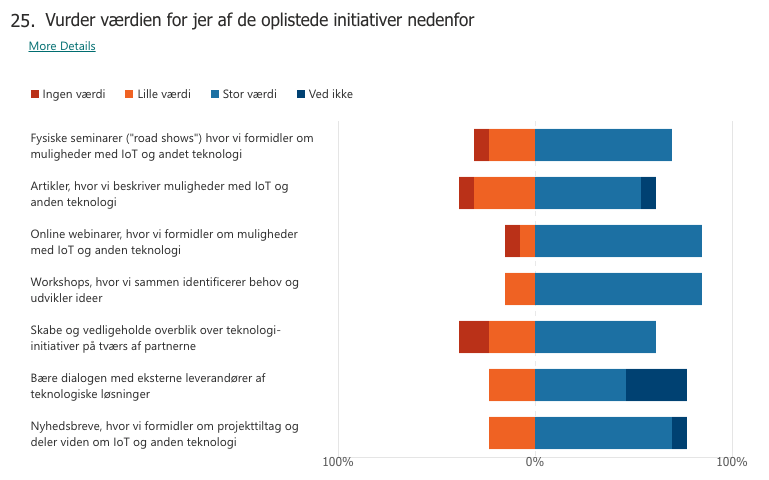 25. Vurder værdien for jer af de oplistede initiativer nedenfor
More Details
Ingen værdi Lille værdi Stor værdi Ved ikke
Fysiske seminarer ("road shows") hvor vi formidler om
muligheder med IoT og andet teknologi
Artikler, hvor vi beskriver muligheder med IoT og
anden teknologi
Online webinarer, hvor vi formidler om muligheder
med IoT og anden teknologi
Workshops, hvor vi sammen identificerer behov og
udvikler ideer
Skabe og vedligeholde overblik over teknologi-
initiativer på tværs af partnerne
Bære dialogen med eksterne leverandører af
teknologiske løsninger
Nyhedsbreve, hvor vi formidler om projekttiltag og
deler viden om IoT og anden teknologi
100% 0% 100%